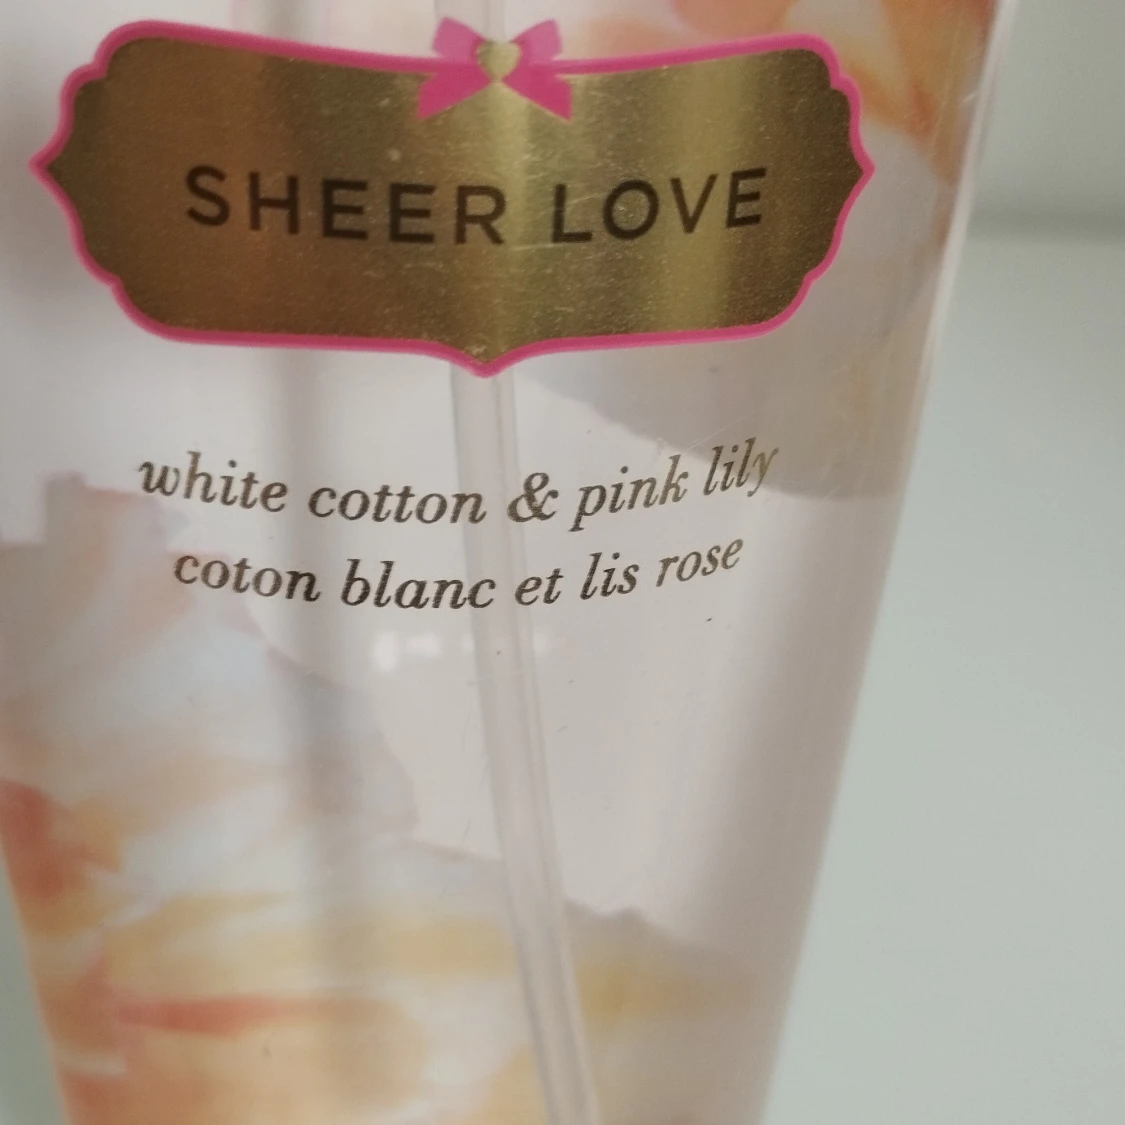 SHEER LOVE
white cotton & pink lily
coton blanc et lis rose